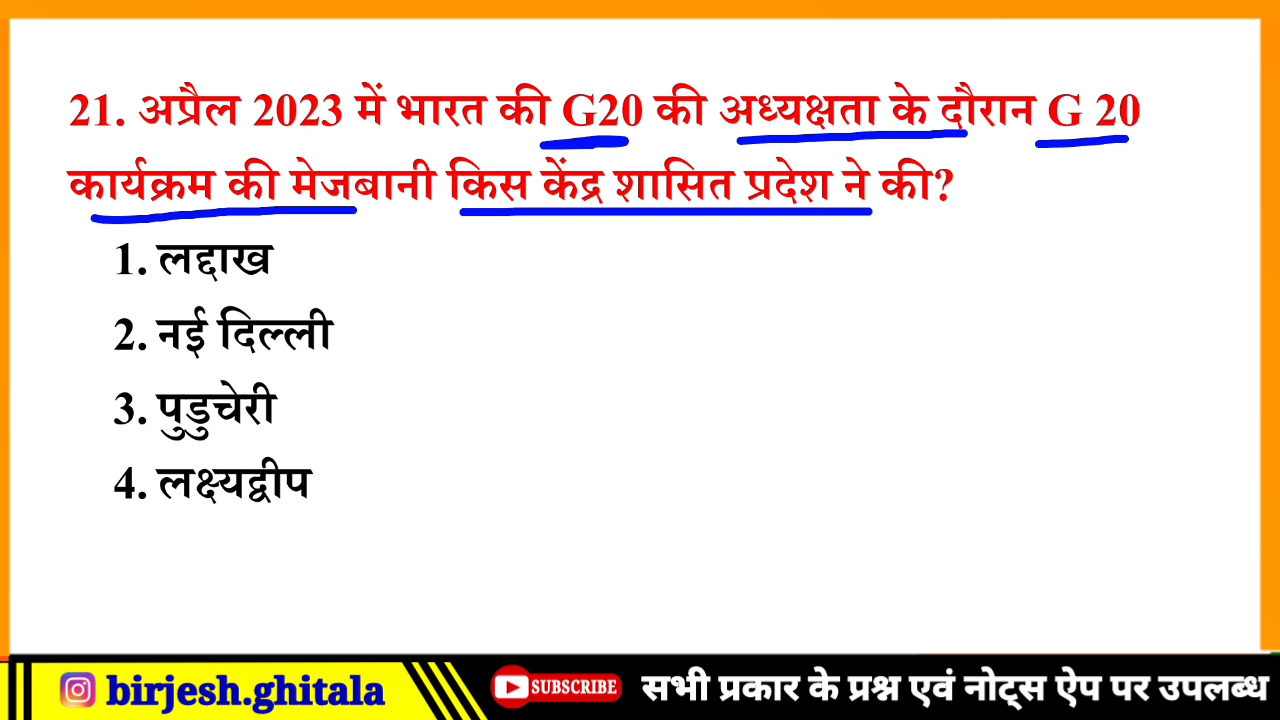 21. अप्रैल 2023 में भारत की G20 की अध्यक्षता के दौरान G 20
कार्यक्रम की मेजबानी किस केंद्र शासित प्रदेश ने की?
1. लद्दाख
2. नई दिल्ली
3. पुडुचेरी
4. लक्ष्यद्वीप
birjesh.ghitala SUBSCRIBE सभी प्रकार के प्रश्न एवं नोट्स ऐप पर उपलब्ध